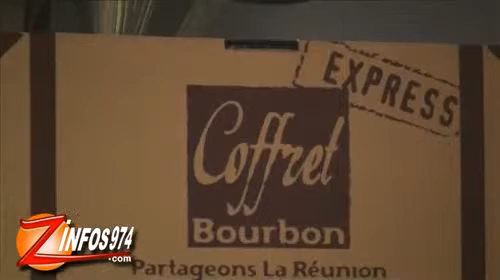 EXPRESS
Coffret
Bourbon
Partageons La Réunion
ZINFOS974
.com